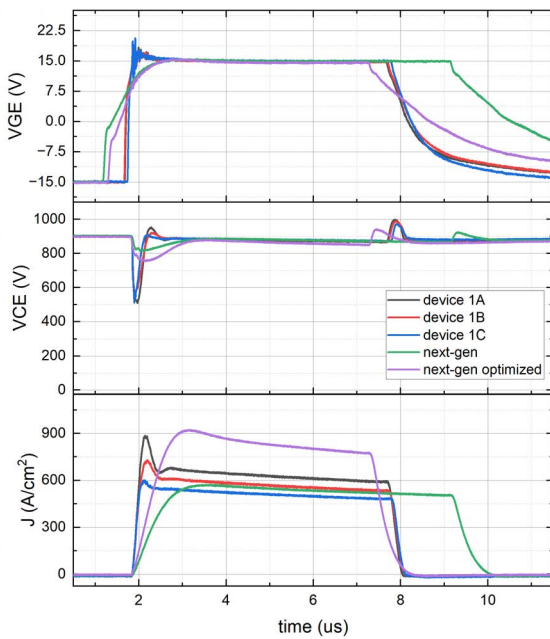 22.5
15.0
7.5
0.0
-7.5
-15.0
VGE (V)
1000
800
600
400
200
0
VCE (V)
device 1A
device 1B
device 1C
next-gen
next-gen optimized
900
600
300
0
J (A/cm²)
2
4
6
8
10
time (us)